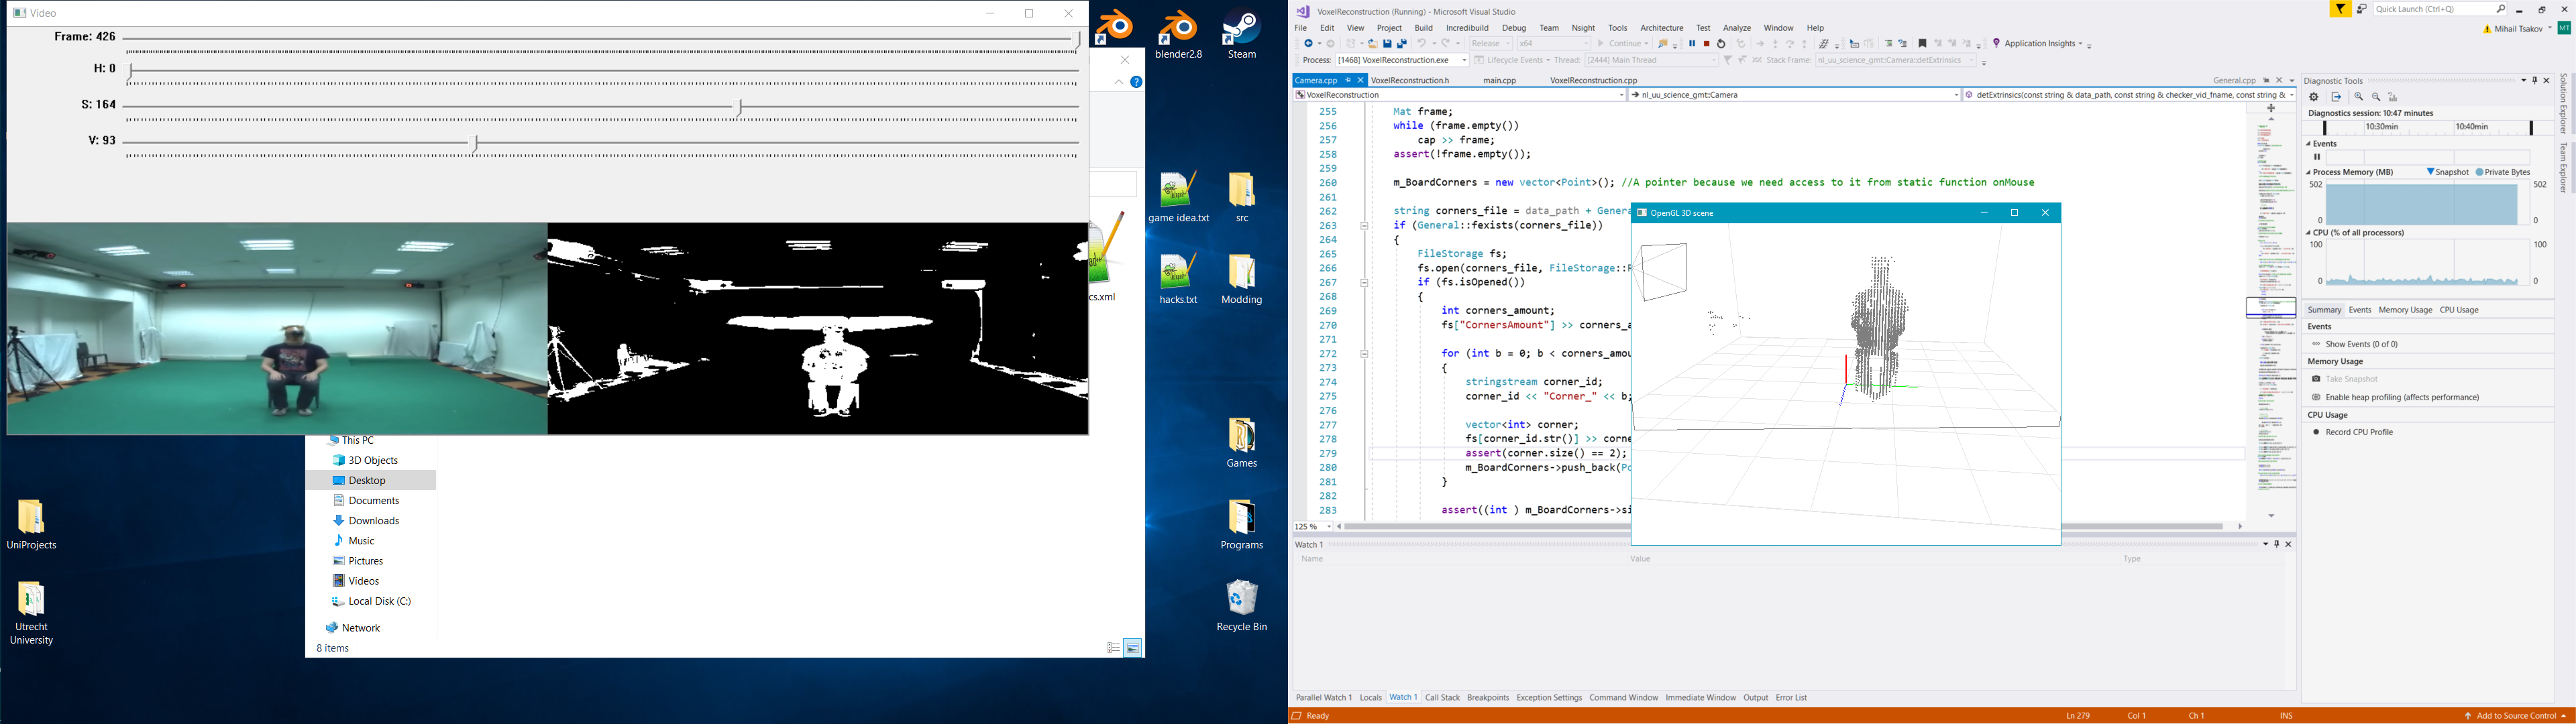 Video
Frame: 426
H: 0
S: 164
V: 93
blender2.8
Steam
game idea.txt
src
hacks.txt
Modding
cs.xml
Games
Programs
Recycle Bin
UniProjects
Utrecht
University
This PC
3D Objects
Desktop
Documents
Downloads
Music
Pictures
Videos
Local Disk (C:)
Network
8 items
VoxelReconstruction (Running) - Microsoft Visual Studio
Quick Launch (Ctrl+Q)
File Edit View Project Build Incredibuild Debug Team Nsight Tools Architecture Test Analyze Window Help
Mihail Tsakov MT
Release x64 Continue Application Insights
Process: [1468] VoxelReconstruction.exe Lifecycle Events Thread: [2444] Main Thread Stack Frame: nl_uu_science_gmt::Camera::detExtrinsics
Camera.cpp VoxelReconstruction.h main.cpp VoxelReconstruction.cpp General.cpp
VoxelReconstruction nl_uu_science_gmt::Camera detExtrinsics(const string & data_path, const string & checker_vid_fname, const string &
255 Mat frame;
256 while (frame.empty())
257 cap >> frame;
258 assert(!frame.empty());
259
260 m_BoardCorners = new vector<Point>(); //A pointer because we need access to it from static function onMouse
261
262 string corners_file = data_path + Genera
263 if (General::fexists(corners_file))
264 {
265 FileStorage fs;
266 fs.open(corners_file, FileStorage::R
267 if (fs.isOpened())
268 {
269 int corners_amount;
270 fs["CornersAmount"] >> corners_a
271
272 for (int b = 0; b < corners_amou
273 {
274 stringstream corner_id;
275 corner_id << "Corner_" << b;
276
277 vector<int> corner;
278 fs[corner_id.str()] >> corne
279 assert(corner.size() == 2);
280 m_BoardCorners->push_back(Po
281 }
282
283 assert((int ) m_BoardCorners->si
OpenGL 3D scene
125 %
Watch 1
Name Value Type
Parallel Watch 1 Locals Watch 1 Call Stack Breakpoints Exception Settings Command Window Immediate Window Output Error List
Ready Ln 279 Col 1 Ch 1 INS Add to Source Control
Diagnostic Tools
Diagnostics session: 10:47 minutes
10:30min 10:40min
Events
Process Memory (MB) Snapshot Private Bytes
502 502
0 0
CPU (% of all processors)
100 100
0 0
Summary Events Memory Usage CPU Usage
Events
Show Events (0 of 0)
Memory Usage
Take Snapshot
Enable heap profiling (affects performance)
CPU Usage
Record CPU Profile
Solution Explorer
Team Explorer